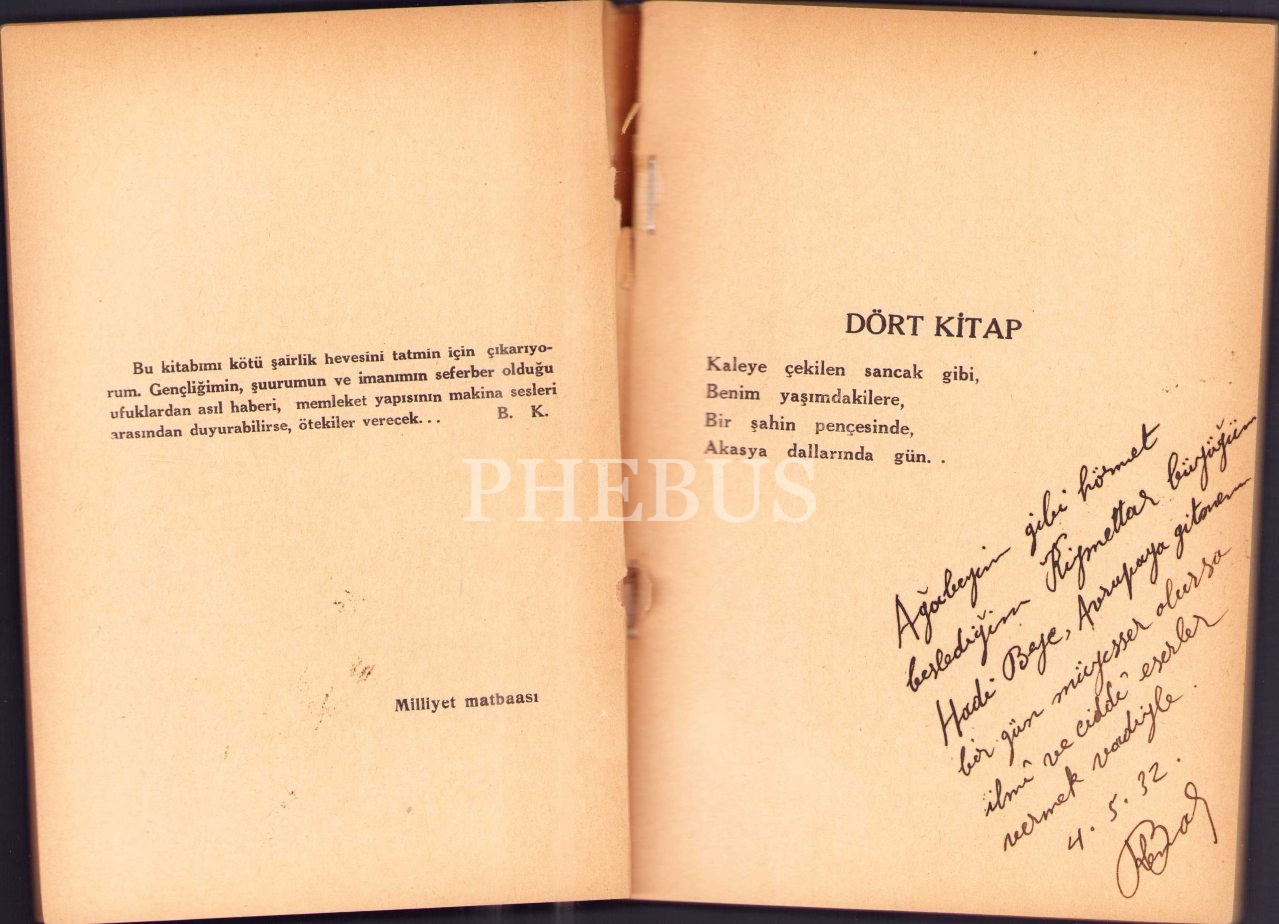 Bu kitabımı kötü şairlik hevesini tatmin için çıkarıyo-
rum. Gençliğimin, şuurumun ve imanımın seferber olduğu
ufuklardan asıl haberi, memleket yapısının makina sesleri
arasından duyurabilirse, ötekiler verecek... B. K.
Milliyet matbaası
DÖRT KİTAP
Kaleye çekilen sancak gibi,
Benim yaşımdakilere,
Bir şahin pençesinde,
Akasya dallarında gün. .
PHEBUS
Ağabeyim gibi hörmet
beslediğim Kıymettar büyüğüm
Hadi Beye, Avrupaya gitmem
bir gün müyesser olursa
ilmî ve ciddî eserler
vermek vadiyle.
4. 5. 32.